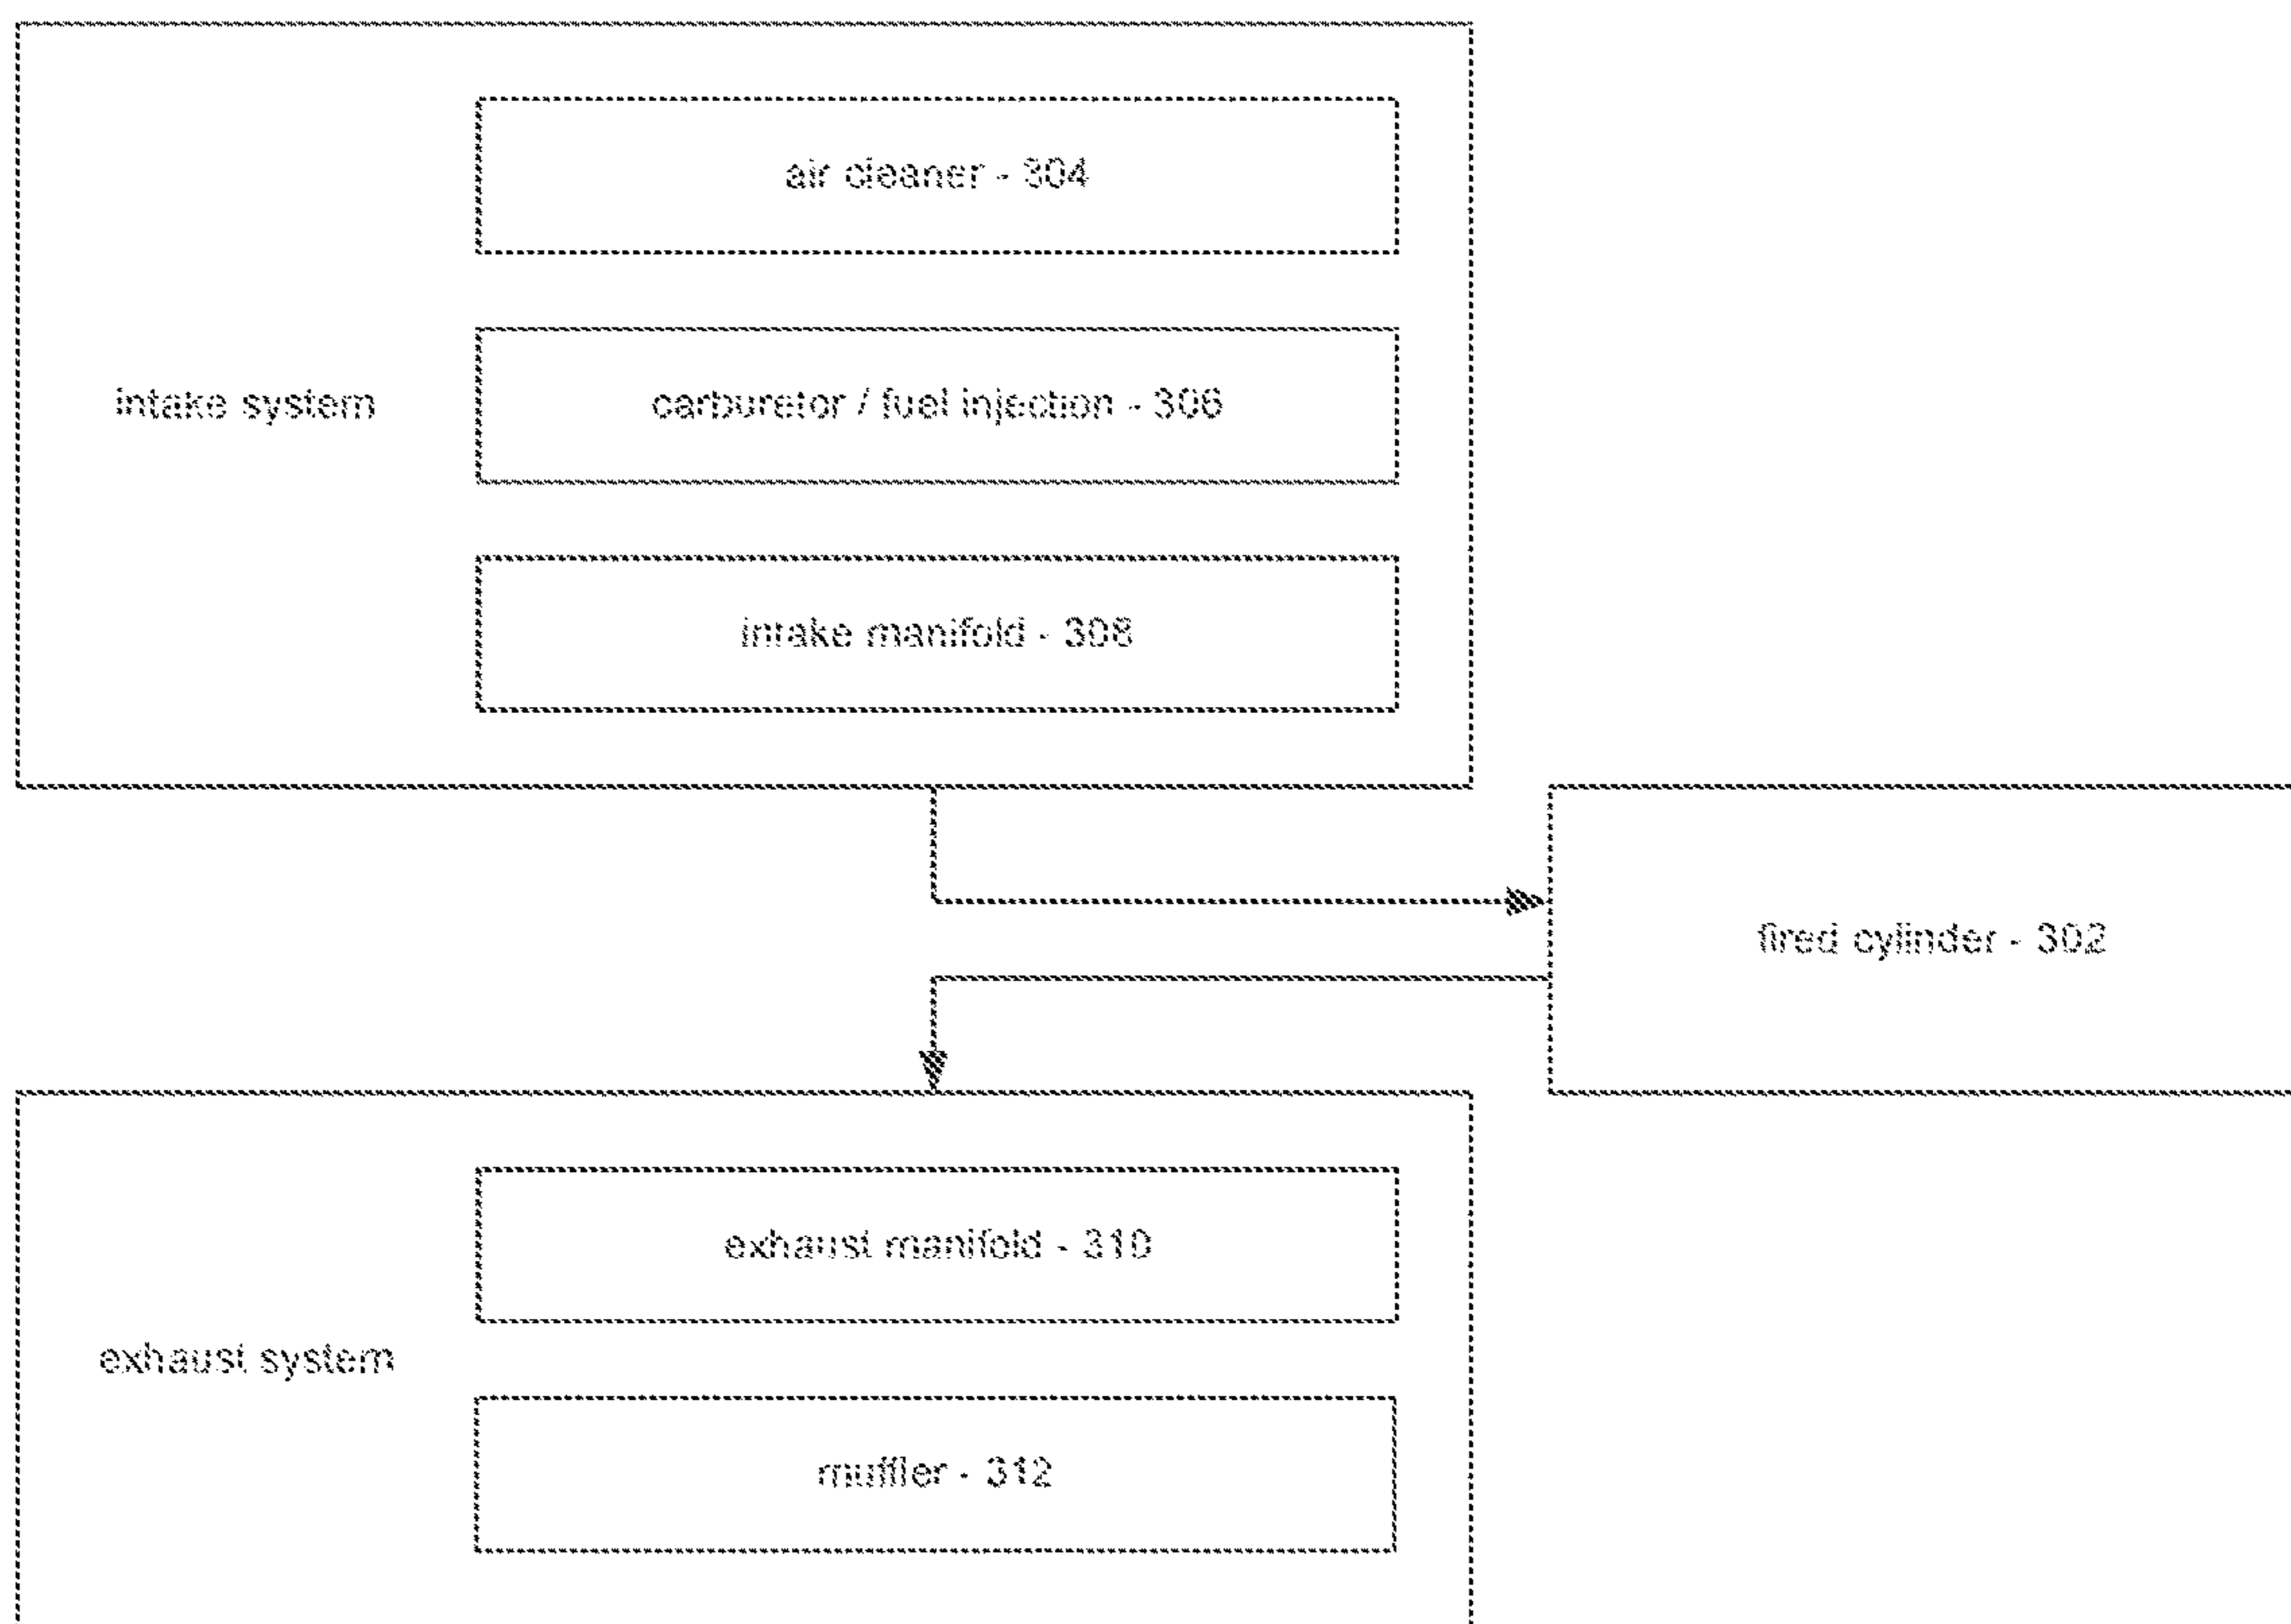 air cleaner - 304
intake system
carburetor / fuel injection - 306
intake manifold - 308
fired cylinder - 302
exhaust manifold - 310
exhaust system
muffler - 312